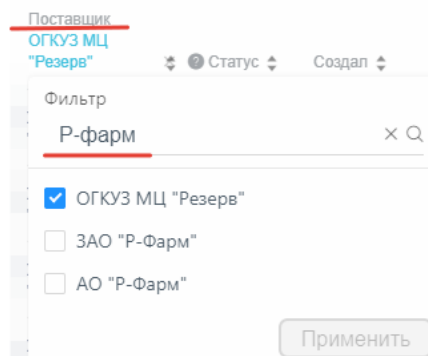 Поставщик
ОГКУЗ МЦ
"Резерв" ? Статус Создал
Фильтр
Р-фарм
ОГКУЗ МЦ "Резерв"
ЗАО "Р-Фарм"
АО "Р-Фарм"
Применить